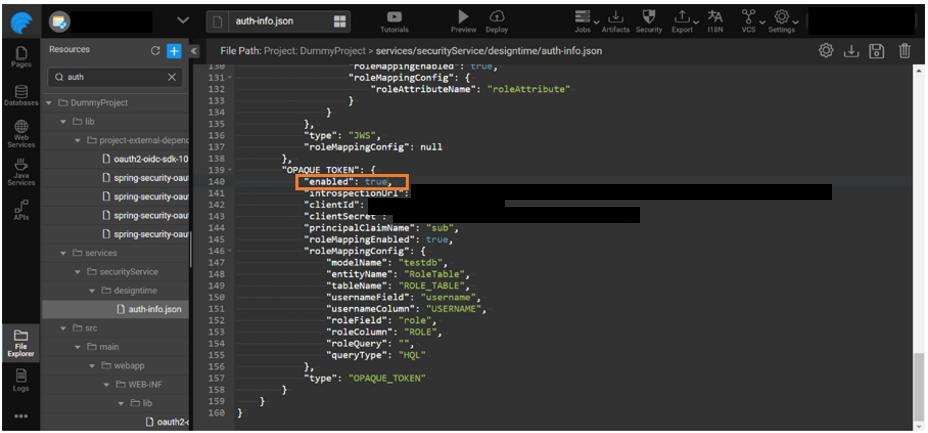 auth-info.json
Tutorials
Preview
Deploy
Artifacts
Security
Export
I18N
VCS
Settings
Pages
Databases
Web
Services
Java
Services
APIs
File
Explorer
Logs
Resources
auth
DummyProject
lib
project-external-depend
oauth2-oidc-sdk-10
spring-security-oau
spring-security-oau
spring-security-oau
spring-security-oau
services
securityService
designtime
auth-info.json
src
main
webapp
WEB-INF
lib
File Path: Project: DummyProject > services/securityService/designtime/auth-info.json
130 "roleMappingEnabled": true,
131 "roleMappingConfig": {
132 "roleAttributeName": "roleAttribute"
133 }
134 }
135 },
136 "type": "JWS",
137 "roleMappingConfig": null
138 },
139 "OPAQUE_TOKEN": {
140 "enabled": true,
141 "introspectionUrl":
142 "clientId":
143 "clientSecret":
144 "principalClaimName": "sub",
145 "roleMappingEnabled": true,
146 "roleMappingConfig": {
147 "modelName": "testdb",
148 "entityName": "RoleTable",
149 "tableName": "ROLE_TABLE",
150 "usernameField": "username",
151 "usernameColumn": "USERNAME",
152 "roleField": "role",
153 "roleColumn": "ROLE",
154 "roleQuery": "",
155 "queryType": "HQL"
156 },
157 "type": "OPAQUE_TOKEN"
158 }
159 }
160 }